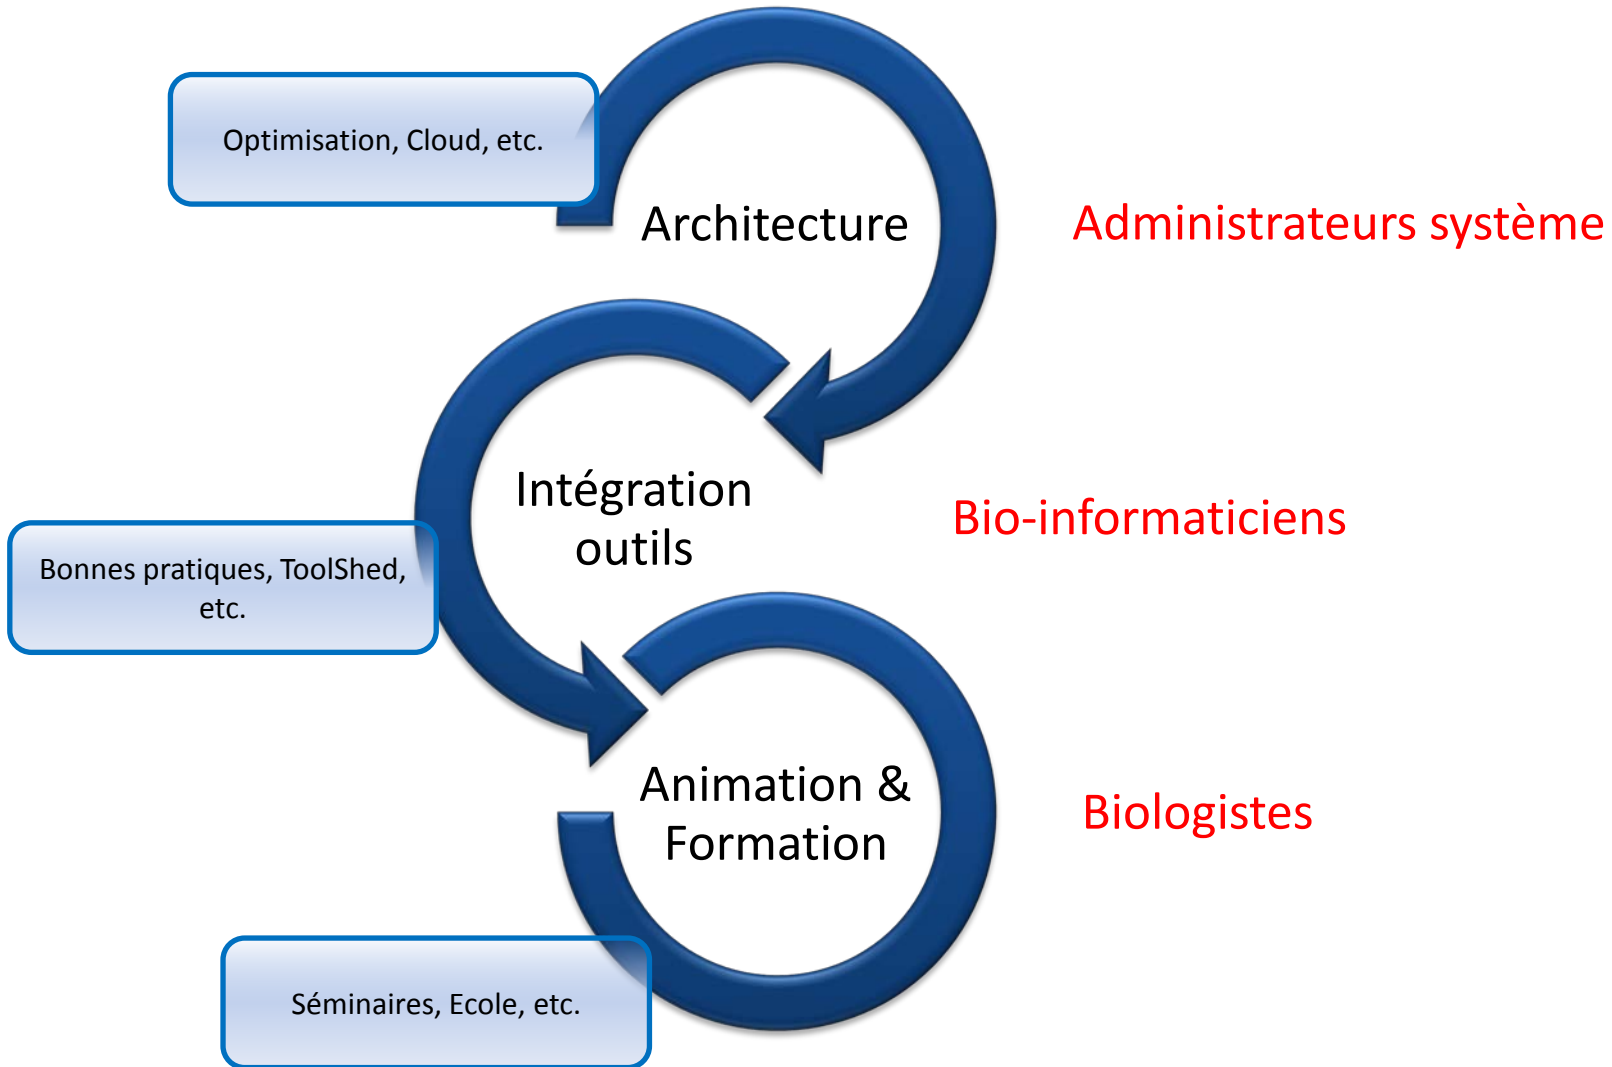 Optimisation, Cloud, etc.
Architecture
Administrateurs système
Intégration
outils
Bio-informaticiens
Bonnes pratiques, ToolShed,
etc.
Animation &
Formation
Biologistes
Séminaires, Ecole, etc.